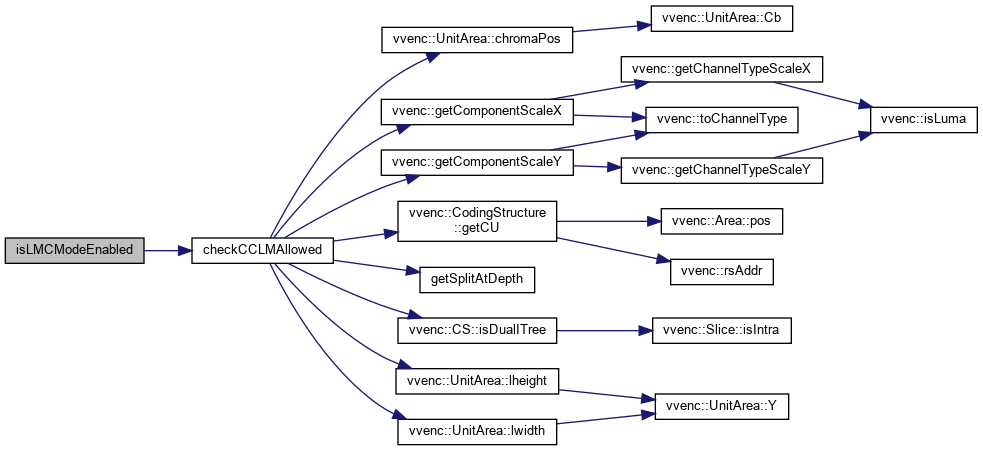 isLMCModeEnabled
checkCCLMAllowed
vvenc::UnitArea::chromaPos
vvenc::UnitArea::Cb
vvenc::getComponentScaleX
vvenc::getChannelTypeScaleX
vvenc::toChannelType
vvenc::isLuma
vvenc::getComponentScaleY
vvenc::getChannelTypeScaleY
vvenc::CodingStructure
::getCU
vvenc::Area::pos
vvenc::rsAddr
getSplitAtDepth
vvenc::CS::isDualITree
vvenc::Slice::isIntra
vvenc::UnitArea::lheight
vvenc::UnitArea::Y
vvenc::UnitArea::lwidth